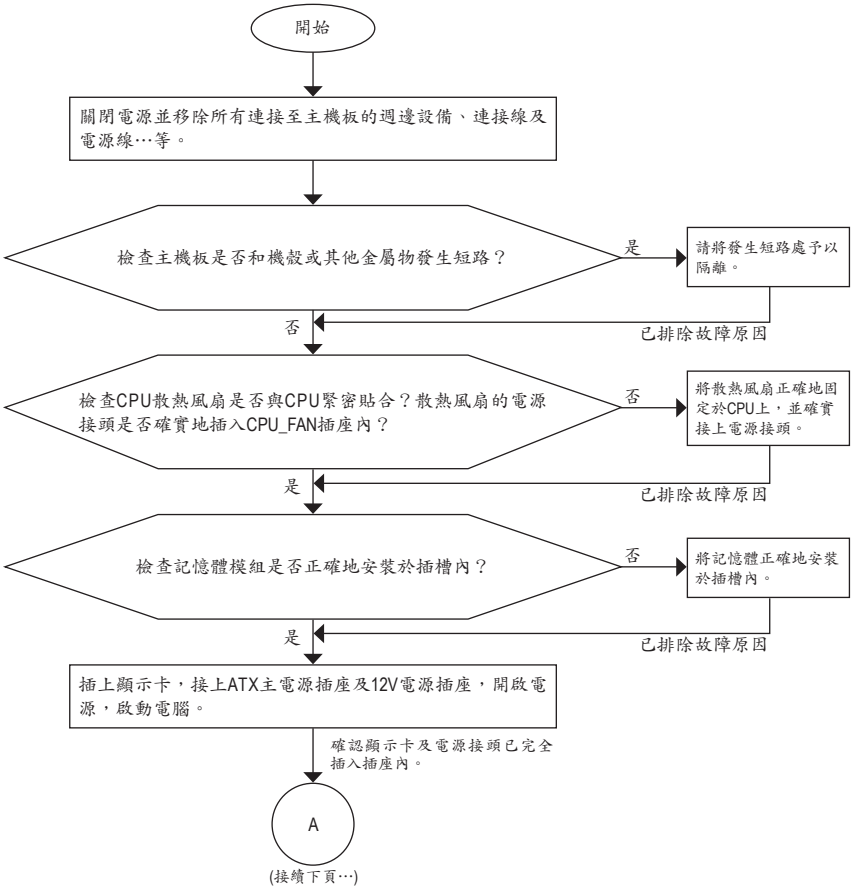 開始
關閉電源並移除所有連接至主機板的週邊設備、連接線及
電源線…等。
檢查主機板是否和機殼或其他金屬物發生短路？
是
請將發生短路處予以
隔離。
否
已排除故障原因
檢查CPU散熱風扇是否與CPU緊密貼合？散熱風扇的電源
接頭是否確實地插入CPU_FAN插座內？
否
將散熱風扇正確地固
定於CPU上，並確實
接上電源接頭。
是
已排除故障原因
檢查記憶體模組是否正確地安裝於插槽內？
否
將記憶體正確地安裝
於插槽內。
是
已排除故障原因
插上顯示卡，接上ATX主電源插座及12V電源插座，開啟電
源，啟動電腦。
確認顯示卡及電源接頭已完全
插入插座內。
A
(接續下頁…)